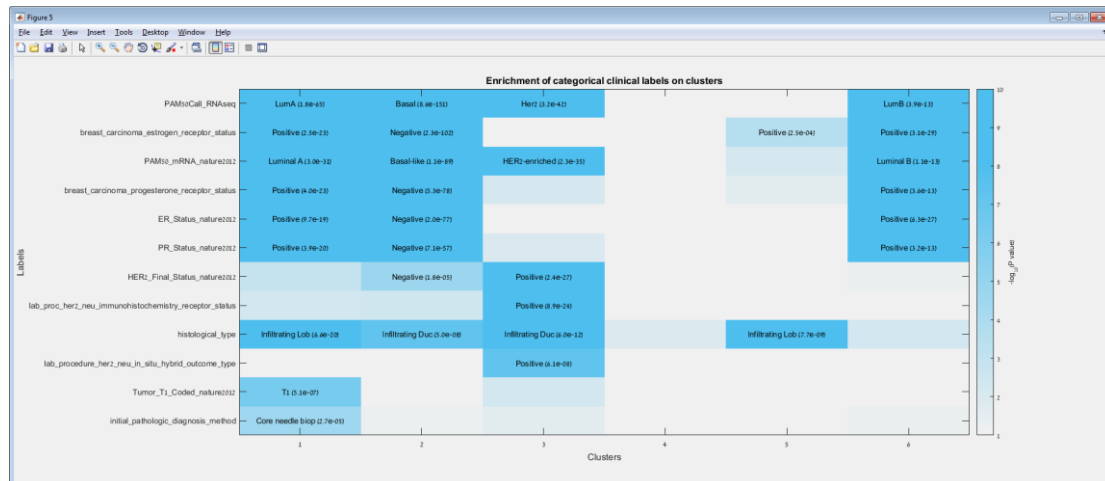 Figure 5
File Edit View Insert Tools Desktop Window Help
Enrichment of categorical clinical labels on clusters
PAM50Call_RNAseq LumA (1.8e-65) Basal (8.6e-151) Her2 (3.2e-42) LumB (3.9e-13)
breast_carcinoma_estrogen_receptor_status Positive (2.5e-23) Negative (2.3e-102) Positive (2.5e-04) Positive (3.1e-29)
PAM50_mRNA_nature2012 Luminal A (3.0e-31) Basal-like (1.1e-89) HER2-enriched (2.3e-35) Luminal B (1.1e-13)
breast_carcinoma_progesterone_receptor_status Positive (4.0e-23) Negative (5.3e-78) Positive (3.6e-13)
ER_Status_nature2012 Positive (9.7e-19) Negative (2.0e-77) Positive (6.3e-27)
PR_Status_nature2012 Positive (3.9e-20) Negative (7.1e-57) Positive (3.2e-13)
HER2_Final_Status_nature2012 Negative (1.8e-05) Positive (2.4e-27)
lab_proc_her2_neu_immunohistochemistry_receptor_status Positive (8.9e-24)
histological_type Infiltrating Lob (6.6e-20) Infiltrating Duc (5.0e-08) Infiltrating Duc (6.0e-12) Infiltrating Lob (7.7e-09)
lab_procedure_her2_neu_in_situ_hybrid_outcome_type Positive (6.1e-08)
Tumor_T1_Coded_nature2012 T1 (5.1e-07)
initial_pathologic_diagnosis_method Core needle biop (2.7e-05)
1 2 3 4 5 6
Clusters
Labels
10
9
8
7
6
5
4
3
2
1
-log10(P value)